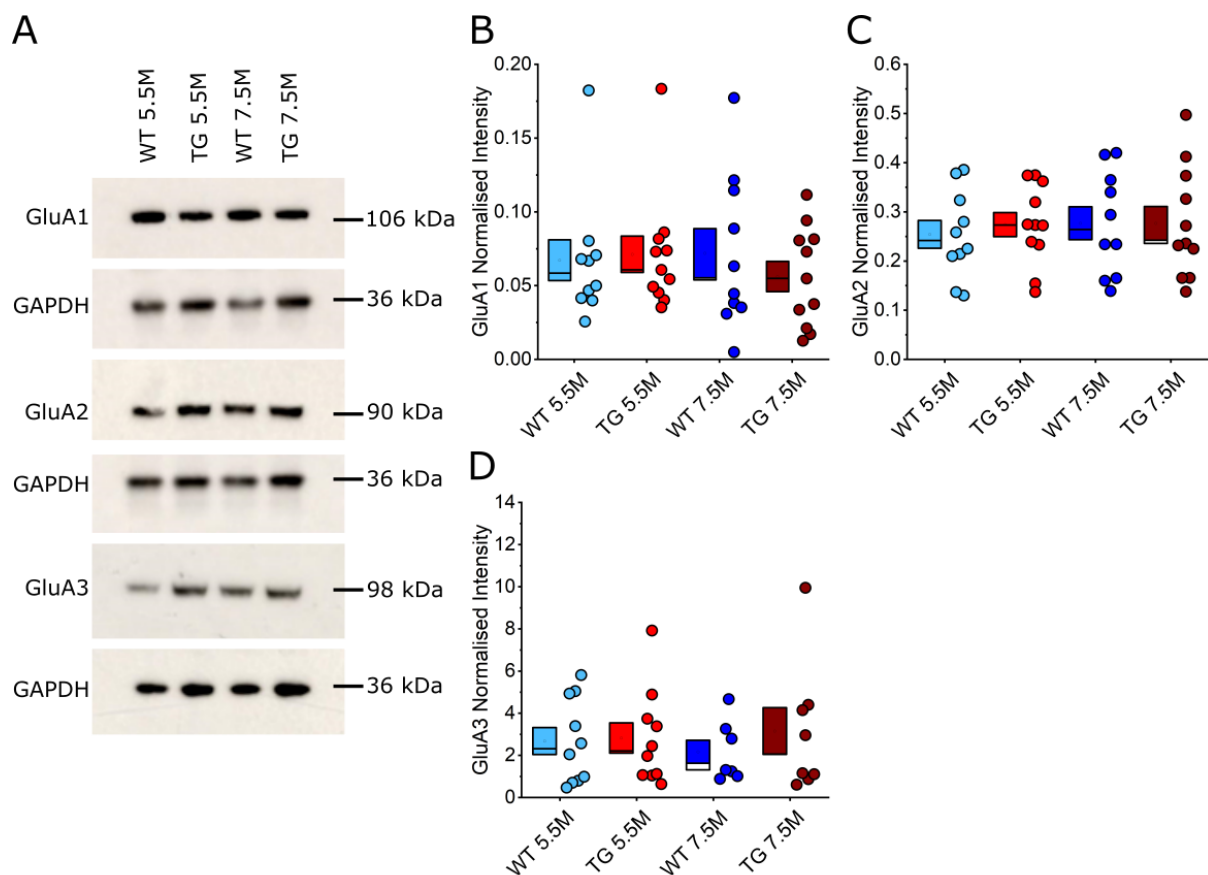 A
WT 5.5M
TG 5.5M
WT 7.5M
TG 7.5M
GluA1
106 kDa
GAPDH
36 kDa
GluA2
90 kDa
GAPDH
36 kDa
GluA3
98 kDa
GAPDH
36 kDa
B
GluA1 Normalised Intensity
0.20
0.15
0.10
0.05
0.00
WT 5.5M
TG 5.5M
WT 7.5M
TG 7.5M
C
GluA2 Normalised Intensity
0.6
0.5
0.4
0.3
0.2
0.1
0.0
WT 5.5M
TG 5.5M
WT 7.5M
TG 7.5M
D
GluA3 Normalised Intensity
14
12
10
8
6
4
2
0
WT 5.5M
TG 5.5M
WT 7.5M
TG 7.5M